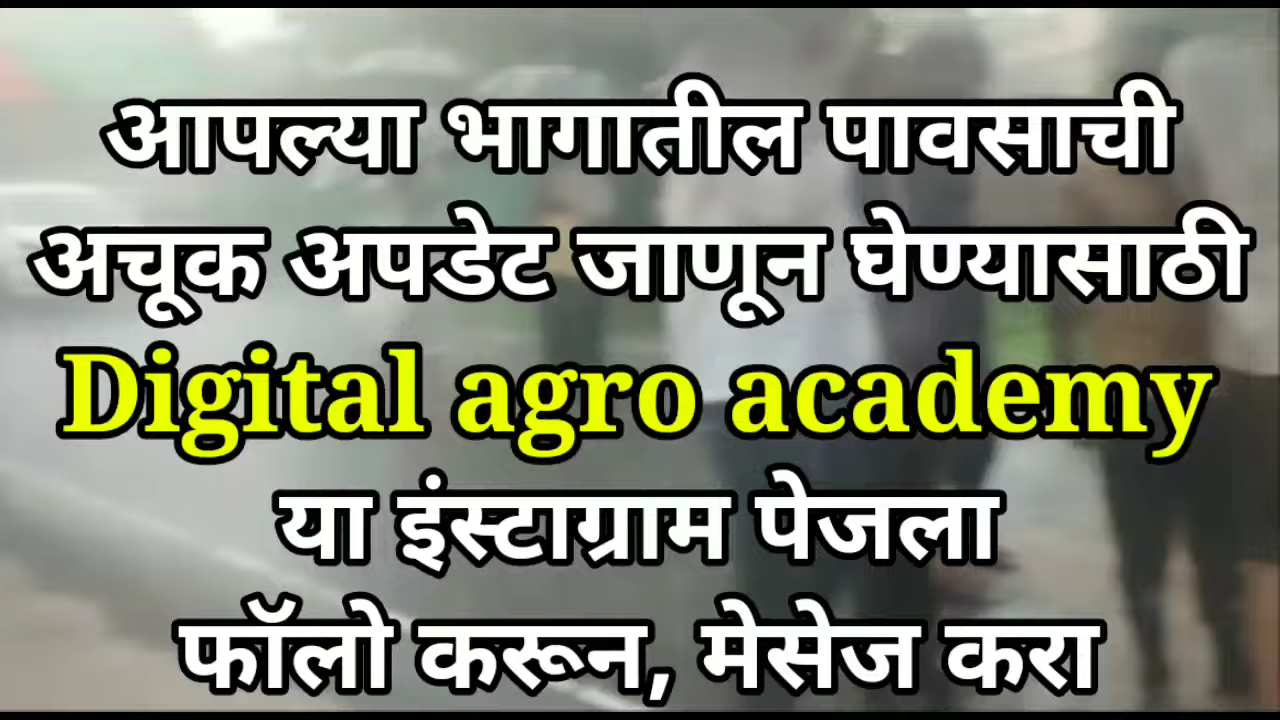 आपल्या भागातील पावसाची
अचूक अपडेट जाणून घेण्यासाठी
Digital agro academy
या इंस्टाग्राम पेजला
फॉलो करून, मेसेज करा